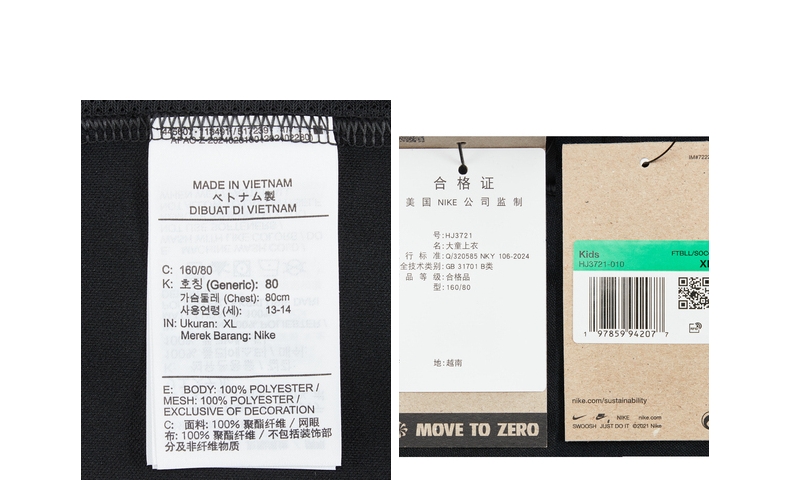 MADE IN VIETNAM
ベトナム製
DIBUAT DI VIETNAM
C: 160/80
K: 호칭 (Generic): 80
가슴둘레 (Chest): 80cm
사용연령 (세): 13-14
IN: Ukuran: XL
Merek Barang: Nike
E: BODY: 100% POLYESTER /
MESH: 100% POLYESTER /
EXCLUSIVE OF DECORATION
C: 面料: 100% 聚酯纤维 / 网眼
布: 100% 聚酯纤维 / 不包括装饰部
分及非纤维物质
合格证
美国 NIKE 公司监制
号:HJ3721
名:大童上衣
行 标 准:Q/320585 NKY 106-2024
全技术类别:GB 31701 B类
品 等 级:合格品
型:160/80
地:越南
MOVE TO ZERO
IM#7222
Kids
FTBLL/SOC
HJ3721-010
1 97859 94207 7
nike.com/sustainability
NIKE nike.com
SWOOSH JUST DO IT ©2021 Nike